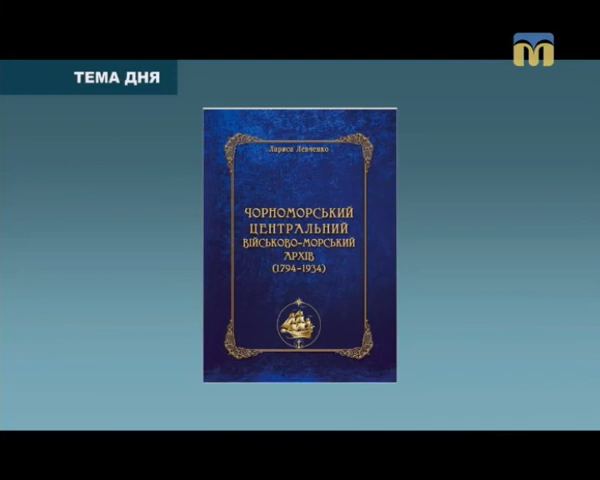 ТЕМА ДНЯ
Лариса Левченко
ЧОРНОМОРСЬКИЙ
ЦЕНТРАЛЬНИЙ
ВІЙСЬКОВО-МОРСЬКИЙ
АРХІВ
(1794-1934)